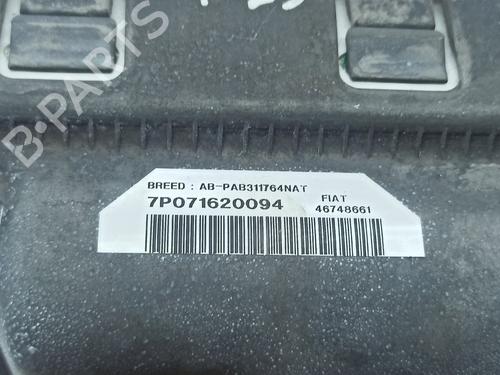 B-PARTS
BREED : AB-PAB311764NAT
7P071620094
FIAT
46748661